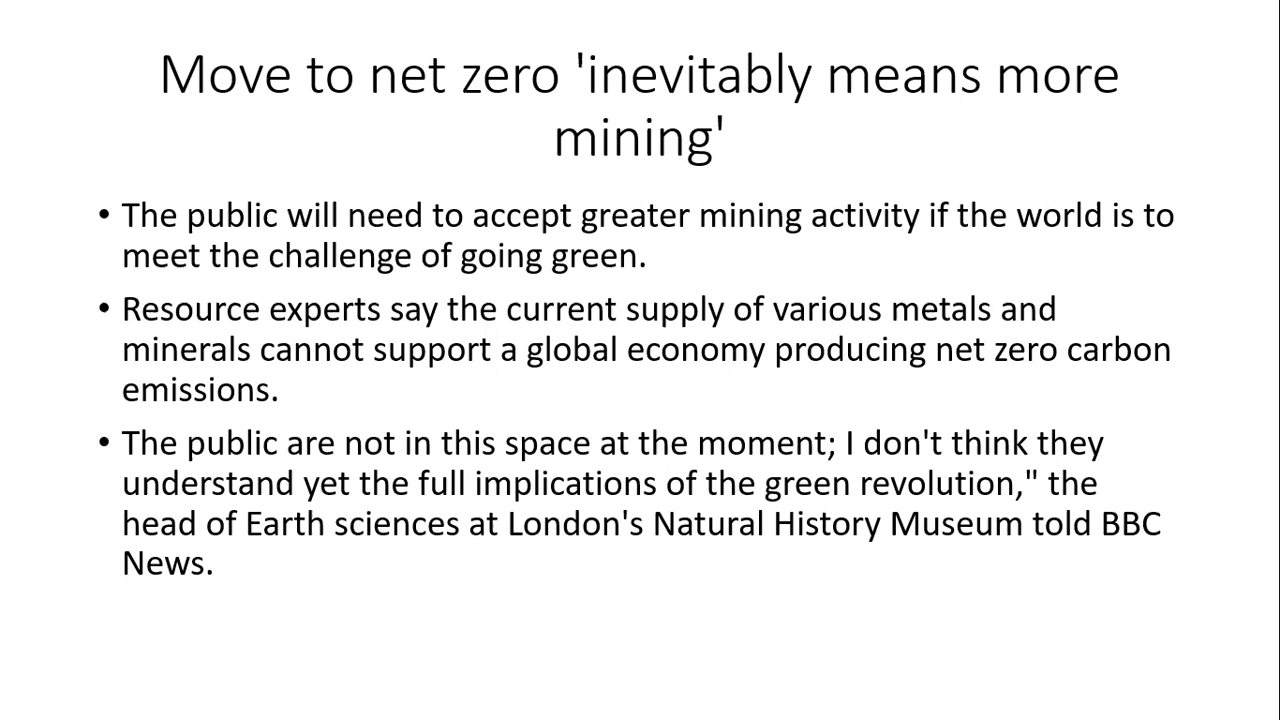 Move to net zero 'inevitably means more
mining'
• The public will need to accept greater mining activity if the world is to
meet the challenge of going green.
• Resource experts say the current supply of various metals and
minerals cannot support a global economy producing net zero carbon
emissions.
• The public are not in this space at the moment; I don't think they
understand yet the full implications of the green revolution," the
head of Earth sciences at London's Natural History Museum told BBC
News.